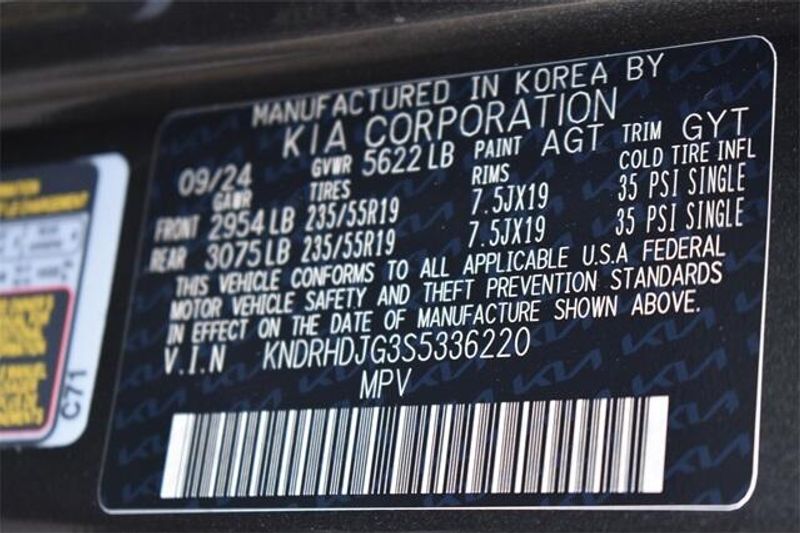 MANUFACTURED IN KOREA BY
KIA CORPORATION
09/24 GVWR 5622 LB PAINT AGT TRIM GYT
GAWR TIRES RIMS COLD TIRE INFL
FRONT 2954 LB 235/55R19 7.5JX19 35 PSI SINGLE
REAR 3075 LB 235/55R19 7.5JX19 35 PSI SINGLE
THIS VEHICLE CONFORMS TO ALL APPLICABLE U.S.A FEDERAL
MOTOR VEHICLE SAFETY AND THEFT PREVENTION STANDARDS
IN EFFECT ON THE DATE OF MANUFACTURE SHOWN ABOVE.
V.I.N KNDRHDJG3S5336220
MPV
C71